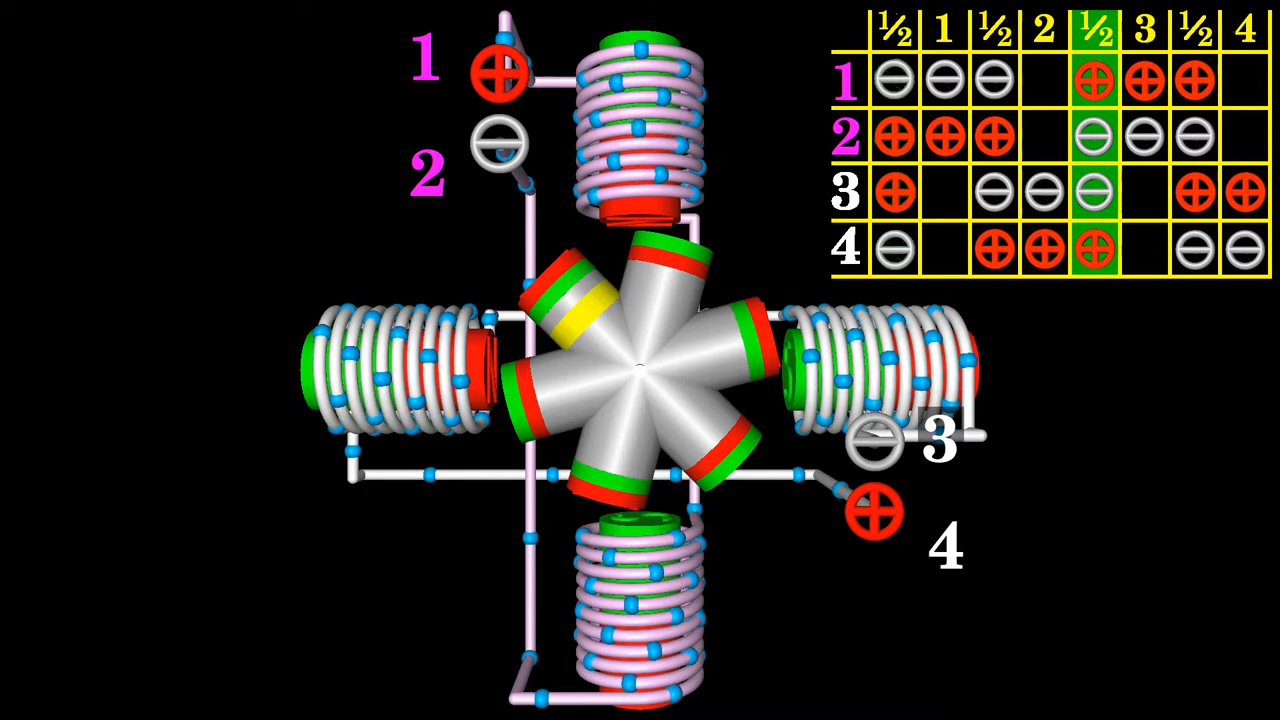 ½ 1 ½ 2 ½ 3 ½ 4
1 ⊖ ⊖ ⊖ ⊕ ⊕ ⊕
2 ⊕ ⊕ ⊕ ⊖ ⊖ ⊖
3 ⊕ ⊖ ⊖ ⊖ ⊕ ⊕
4 ⊖ ⊕ ⊕ ⊕ ⊖ ⊖
1 ⊕
⊖
2
⊖ 3
⊕
4